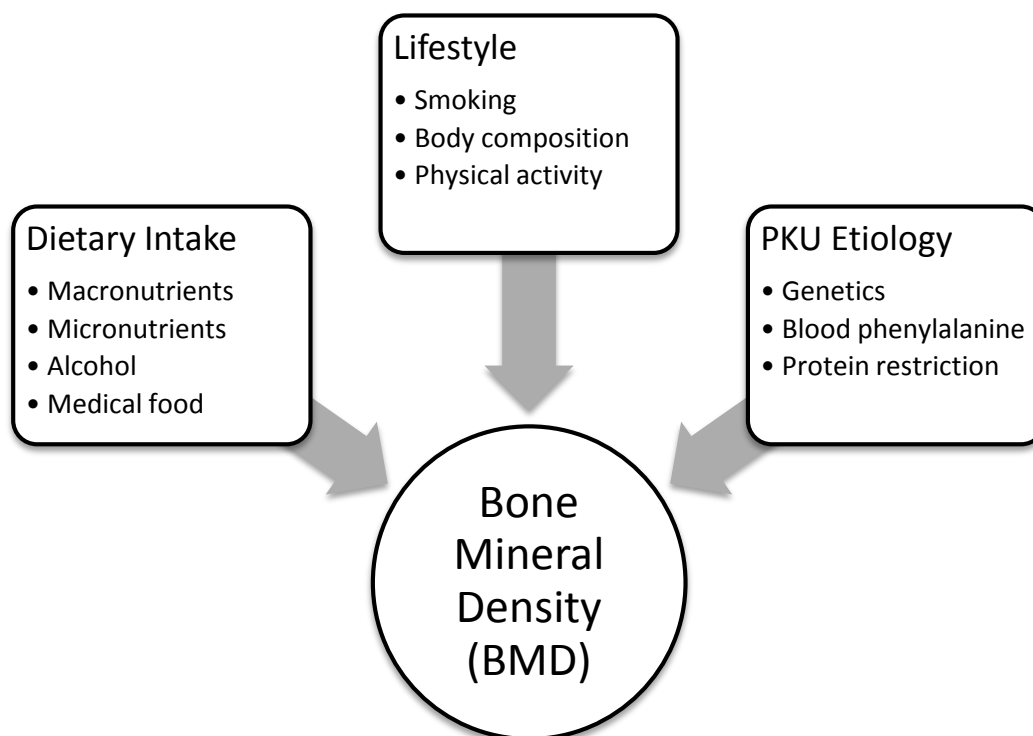 Lifestyle
• Smoking
• Body composition
• Physical activity
Dietary Intake
• Macronutrients
• Micronutrients
• Alcohol
• Medical food
PKU Etiology
• Genetics
• Blood phenylalanine
• Protein restriction
Bone
Mineral
Density
(BMD)